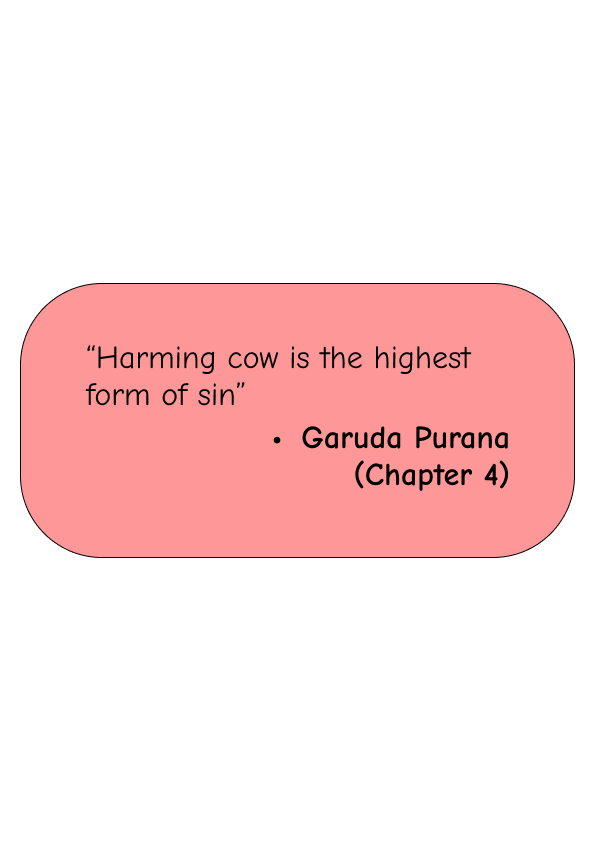 “Harming cow is the highest
form of sin”
• Garuda Purana
(Chapter 4)